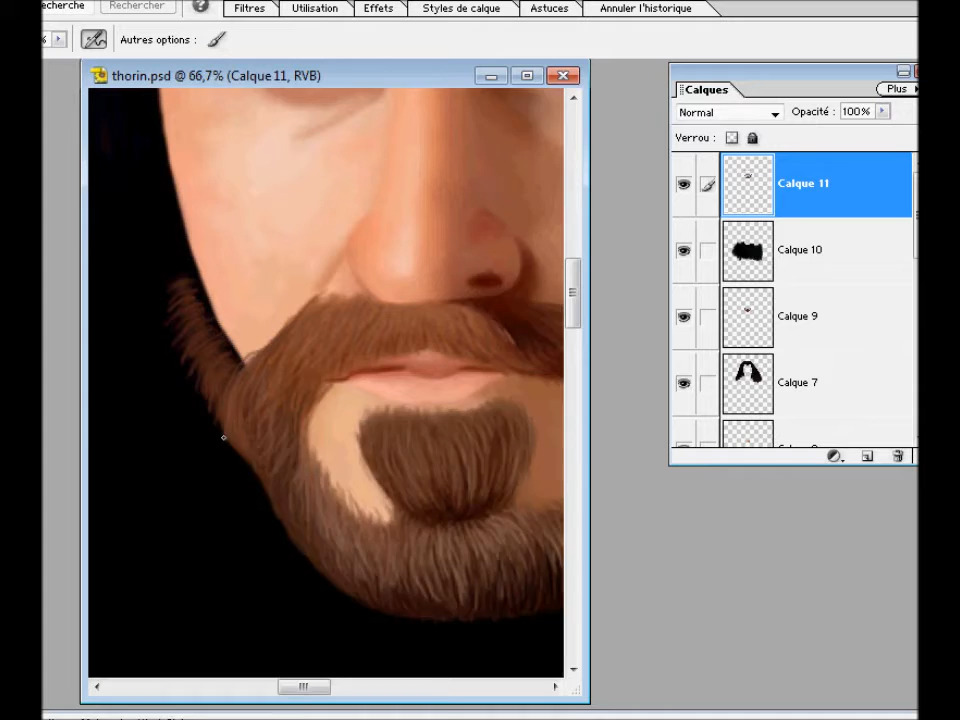 echerche
Rechercher
Filtres
Utilisation
Effets
Styles de calque
Astuces
Annuler l'historique
%
Autres options :
thorin.psd @ 66,7% (Calque 11, RVB)
Calques
Plus
Normal
Opacité : 100%
Verrou :
Calque 11
Calque 10
Calque 9
Calque 7